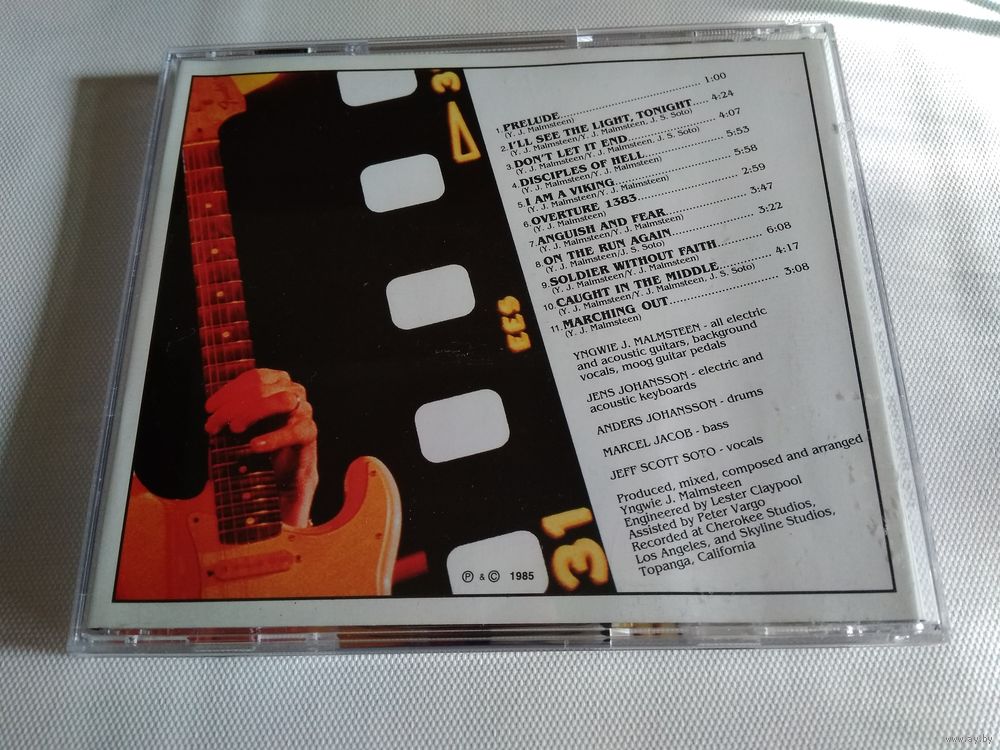 1. PRELUDE 1:00
(Y. J. Malmsteen)
2. I'LL SEE THE LIGHT, TONIGHT 4:24
(Y. J. Malmsteen/Y. J. Malmsteen, J. S. Soto)
3. DON'T LET IT END 4:07
(Y. J. Malmsteen/Y. J. Malmsteen, J. S. Soto)
4. DISCIPLES OF HELL 5:53
(Y. J. Malmsteen/Y. J. Malmsteen)
5. I AM A VIKING 5:58
(Y. J. Malmsteen/Y. J. Malmsteen)
6. OVERTURE 1383 2:59
(Y. J. Malmsteen)
7. ANGUISH AND FEAR 3:47
(Y. J. Malmsteen/Y. J. Malmsteen)
8. ON THE RUN AGAIN 3:22
(Y. J. Malmsteen/J. S. Soto)
9. SOLDIER WITHOUT FAITH 6:08
(Y. J. Malmsteen/Y. J. Malmsteen)
10. CAUGHT IN THE MIDDLE 4:17
(Y. J. Malmsteen/Y. J. Malmsteen, J. S. Soto)
11. MARCHING OUT 3:08
(Y. J. Malmsteen)
YNGWIE J. MALMSTEEN - all electric
and acoustic guitars, background
vocals, moog guitar pedals
JENS JOHANSSON - electric and
acoustic keyboards
ANDERS JOHANSSON - drums
MARCEL JACOB - bass
JEFF SCOTT SOTO - vocals
Produced, mixed, composed and arranged
Yngwie J. Malmsteen
Engineered by Lester Claypool
Assisted by Peter Vargo
Recorded at Cherokee Studios,
Los Angeles, and Skyline Studios,
Topanga, California
℗ & © 1985
31
www.ay.by